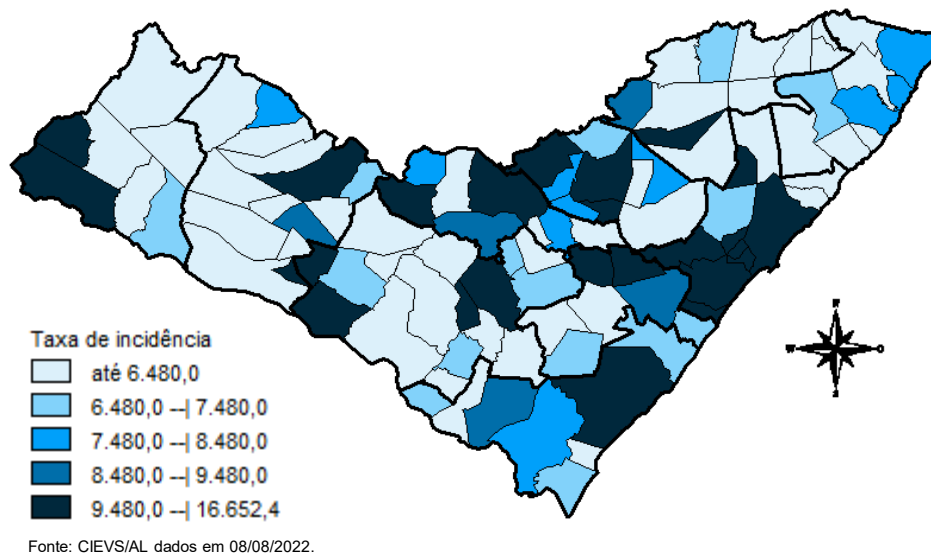 N
W
O
S
Taxa de incidência
até 6.480,0
6.480,0 --| 7.480,0
7.480,0 --| 8.480,0
8.480,0 --| 9.480,0
9.480,0 --| 16.652,4
Fonte: CIEVS/AL dados em 08/08/2022.